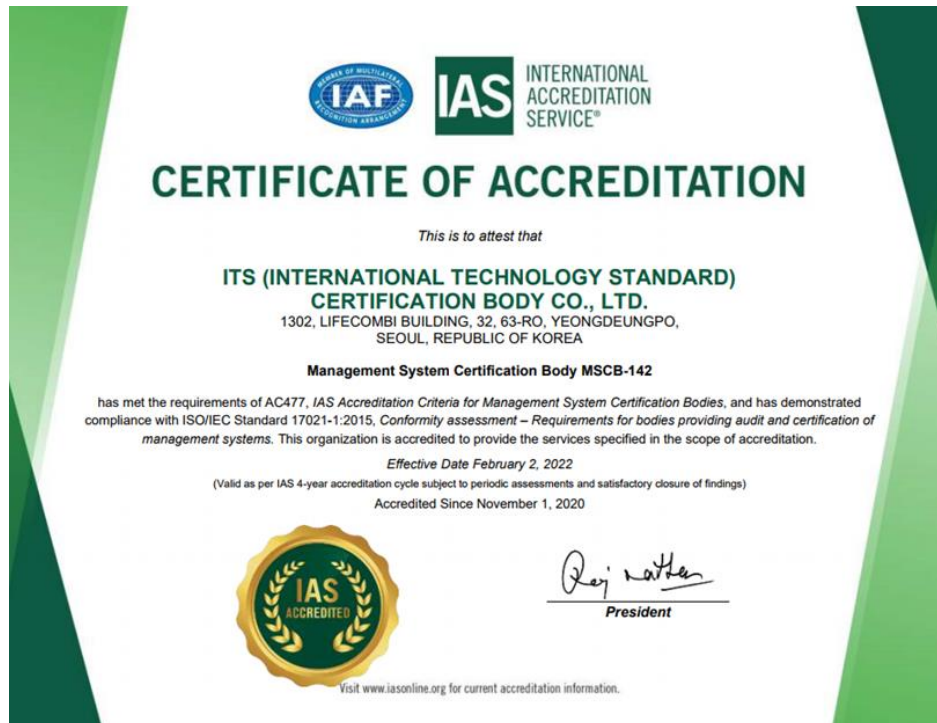 MEMBER OF MULTILATERAL
IAF
RECOGNITION ARRANGEMENT
IAS
INTERNATIONAL
ACCREDITATION
SERVICE®
CERTIFICATE OF ACCREDITATION
This is to attest that
ITS (INTERNATIONAL TECHNOLOGY STANDARD)
CERTIFICATION BODY CO., LTD.
1302, LIFECOMBI BUILDING, 32, 63-RO, YEONGDEUNGPO,
SEOUL, REPUBLIC OF KOREA
Management System Certification Body MSCB-142
has met the requirements of AC477, IAS Accreditation Criteria for Management System Certification Bodies, and has demonstrated
compliance with ISO/IEC Standard 17021-1:2015, Conformity assessment – Requirements for bodies providing audit and certification of
management systems. This organization is accredited to provide the services specified in the scope of accreditation.
Effective Date February 2, 2022
(Valid as per IAS 4-year accreditation cycle subject to periodic assessments and satisfactory closure of findings)
Accredited Since November 1, 2020
IAS
ACCREDITED
President
Visit www.iasonline.org for current accreditation information.